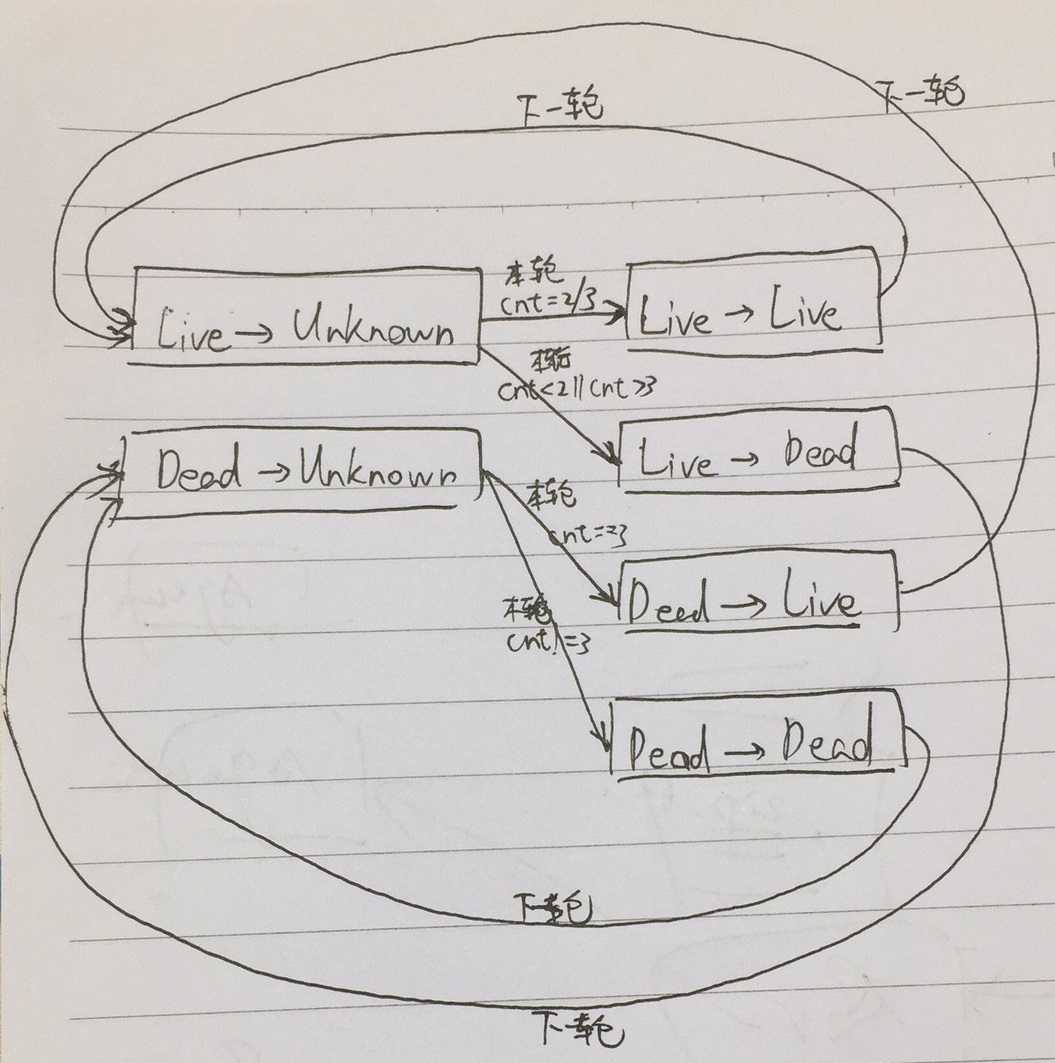 下一轮
下一轮
本轮
cnt=2/3
Live → Unknown
Live → Live
本轮
cnt<2||cnt>3
Live → Dead
Dead → Unknown
本轮
cnt==3
Dead → Live
本轮
cnt!=3
Dead → Dead
下一轮
下一轮